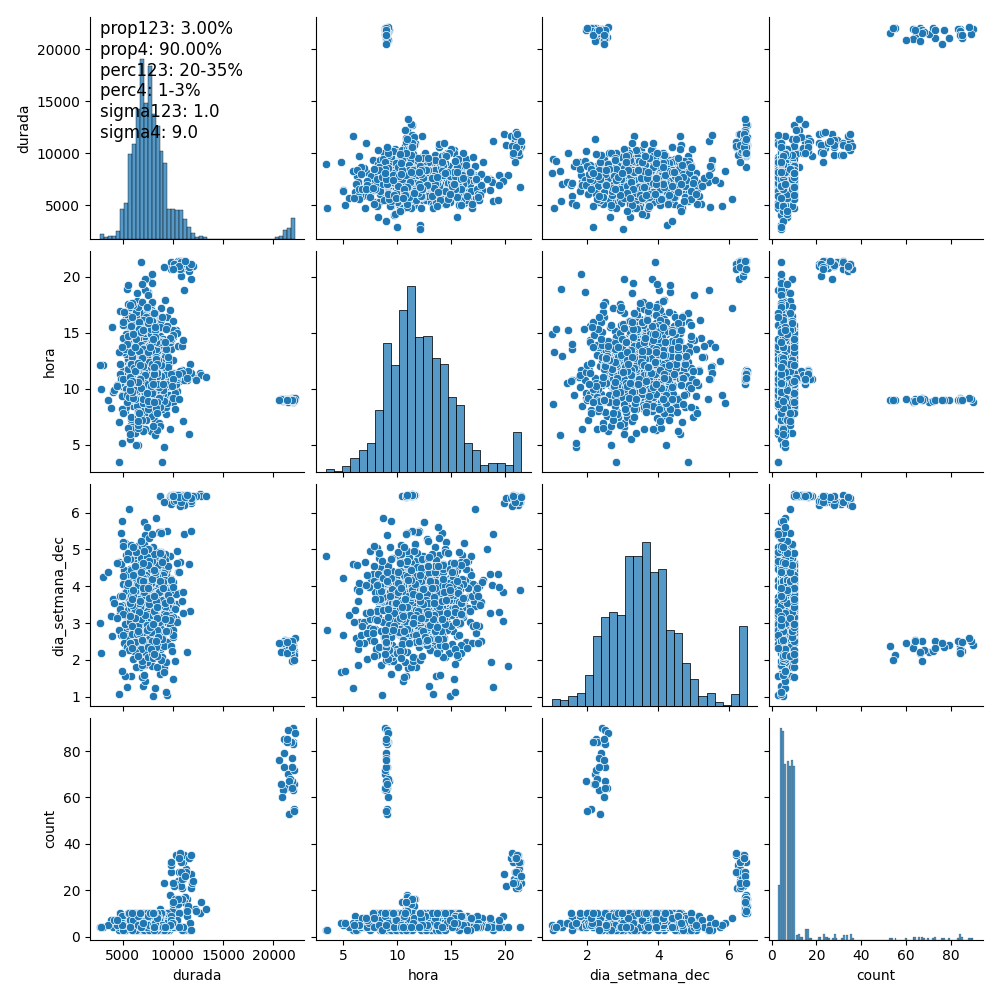 prop123: 3.00%
prop4: 90.00%
perc123: 20-35%
perc4: 1-3%
sigma123: 1.0
sigma4: 9.0
durada
20000
15000
10000
5000
hora
20
15
10
5
dia_setmana_dec
6
5
4
3
2
1
count
80
60
40
20
0
5000 10000 15000 20000
5 10 15 20
2 4 6
0 20 40 60 80
durada
hora
dia_setmana_dec
count